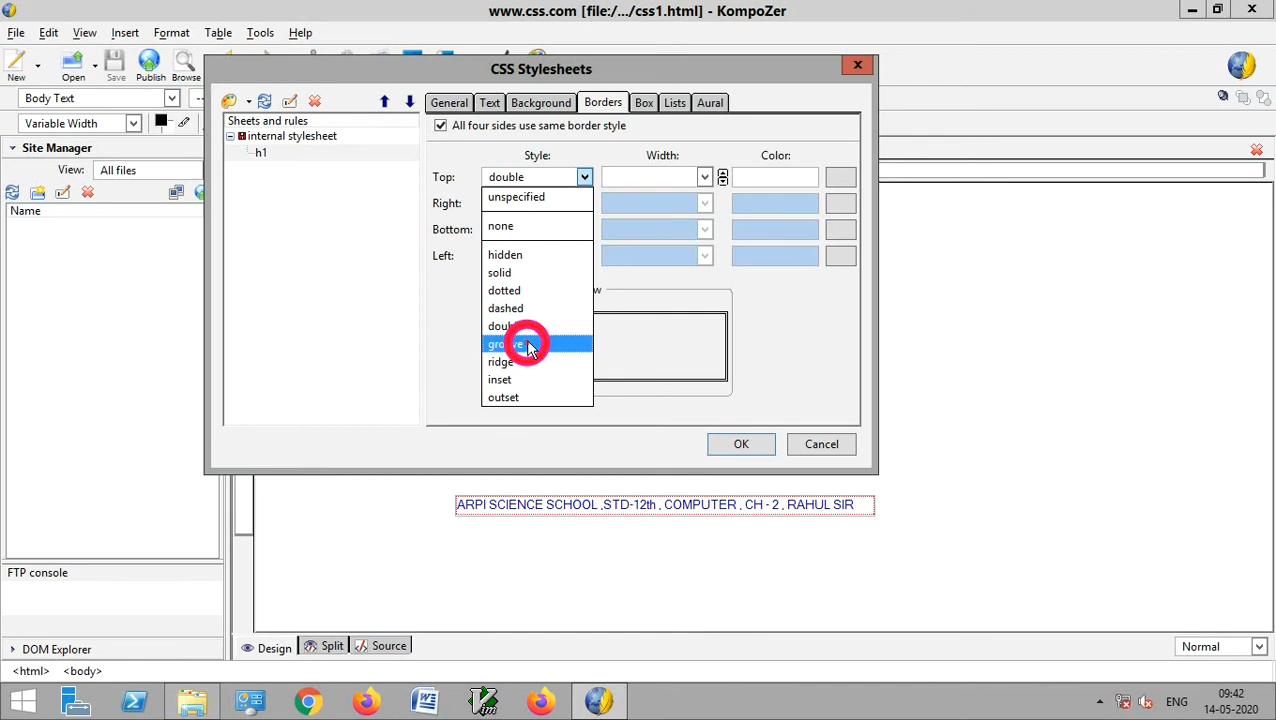 www.css.com [file:/.../css1.html] - KompoZer
File Edit View Insert Format Table Tools Help
New Open Save Publish Browse
Body Text
Variable Width
Site Manager
View: All files
Name
FTP console
DOM Explorer
CSS Stylesheets
General Text Background Borders Box Lists Aural
Sheets and rules
internal stylesheet
h1
All four sides use same border style
Style: Width: Color:
Top: double
Right:
Bottom:
Left:
unspecified
none
hidden
solid
dotted
dashed
groove
ridge
inset
outset
OK Cancel
ARPI SCIENCE SCHOOL ,STD-12th , COMPUTER , CH - 2 , RAHUL SIR
Design Split Source
Normal
<html> <body>
ENG
09:42
14-05-2020